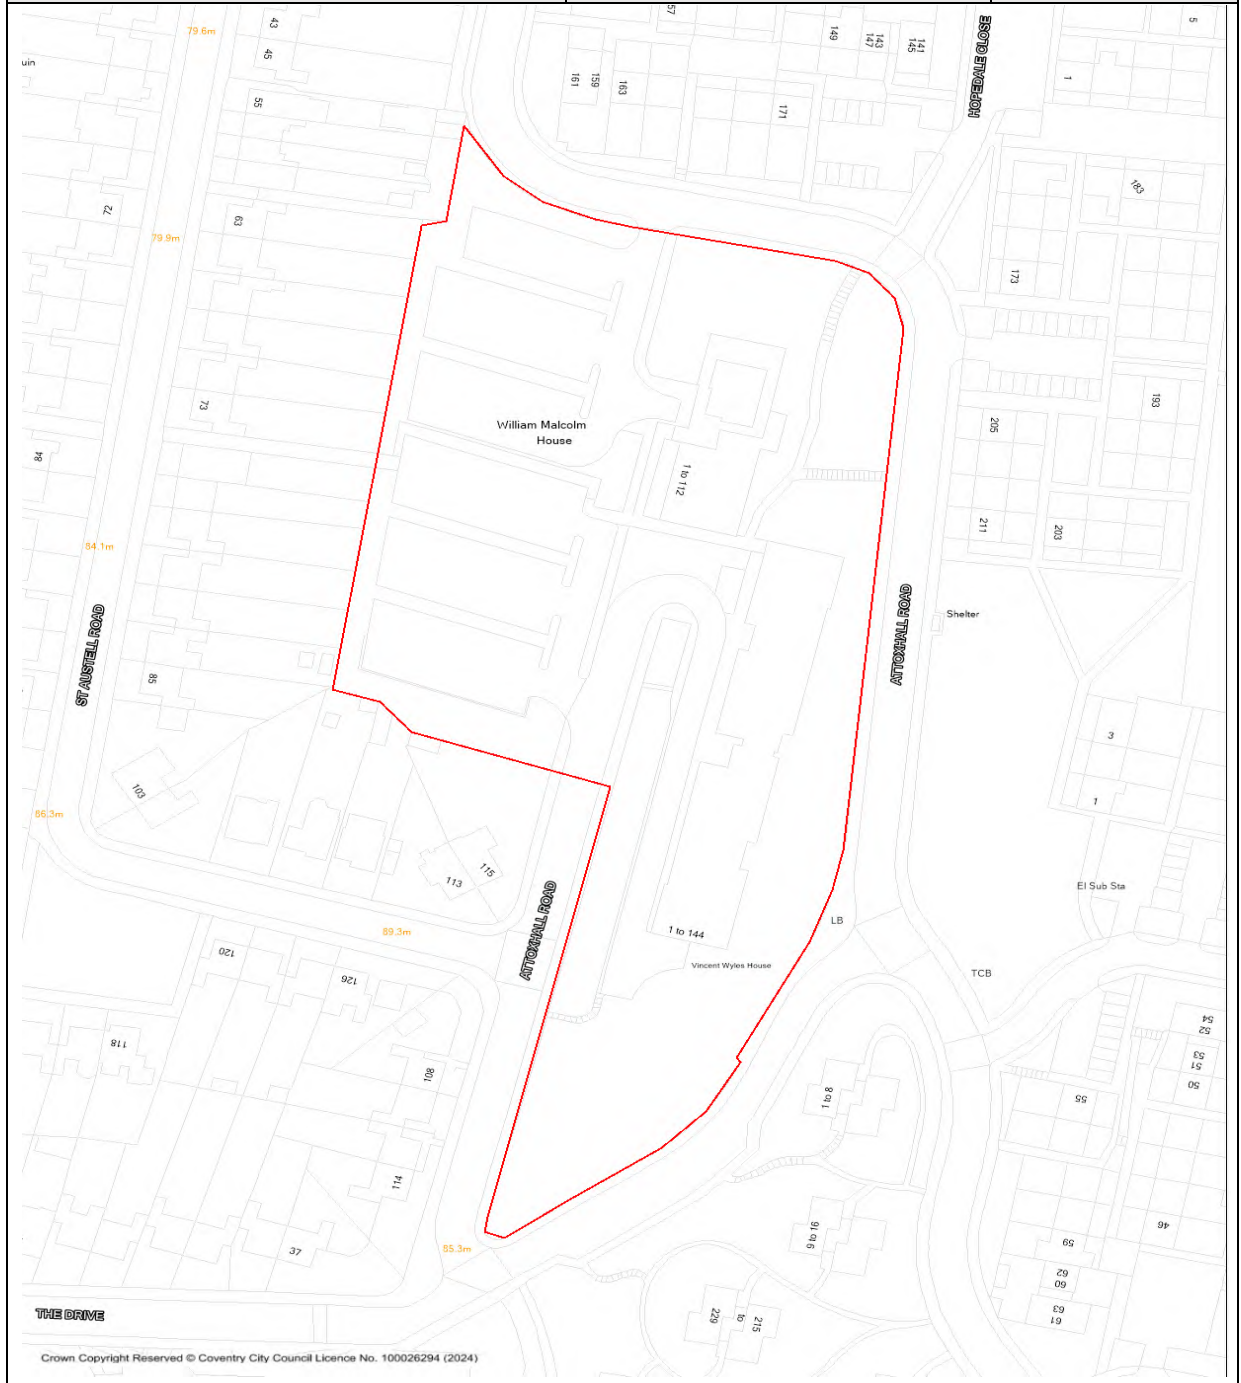 79.6m
43
45
uin
55
57
161
159
163
149
147
143
145
141
171
HOPEDALE CLOSE
5
1
72
63
79.9m
183
173
73
William Malcolm
House
193
205
84
1 to 112
211
203
84.1m
ST AUSTELL ROAD
ATTOXHALL ROAD
Shelter
85
3
1
103
86.3m
113
115
El Sub Sta
ATTOXHALL ROAD
LB
1 to 144
89.3m
Vincent Wyles House
TCB
120
126
118
108
54
52
53
51
50
55
1 to 8
114
46
9 to 16
37
85.3m
59
62
60
63
61
THE DRIVE
229
to
215
Crown Copyright Reserved © Coventry City Council Licence No. 100026294 (2024)